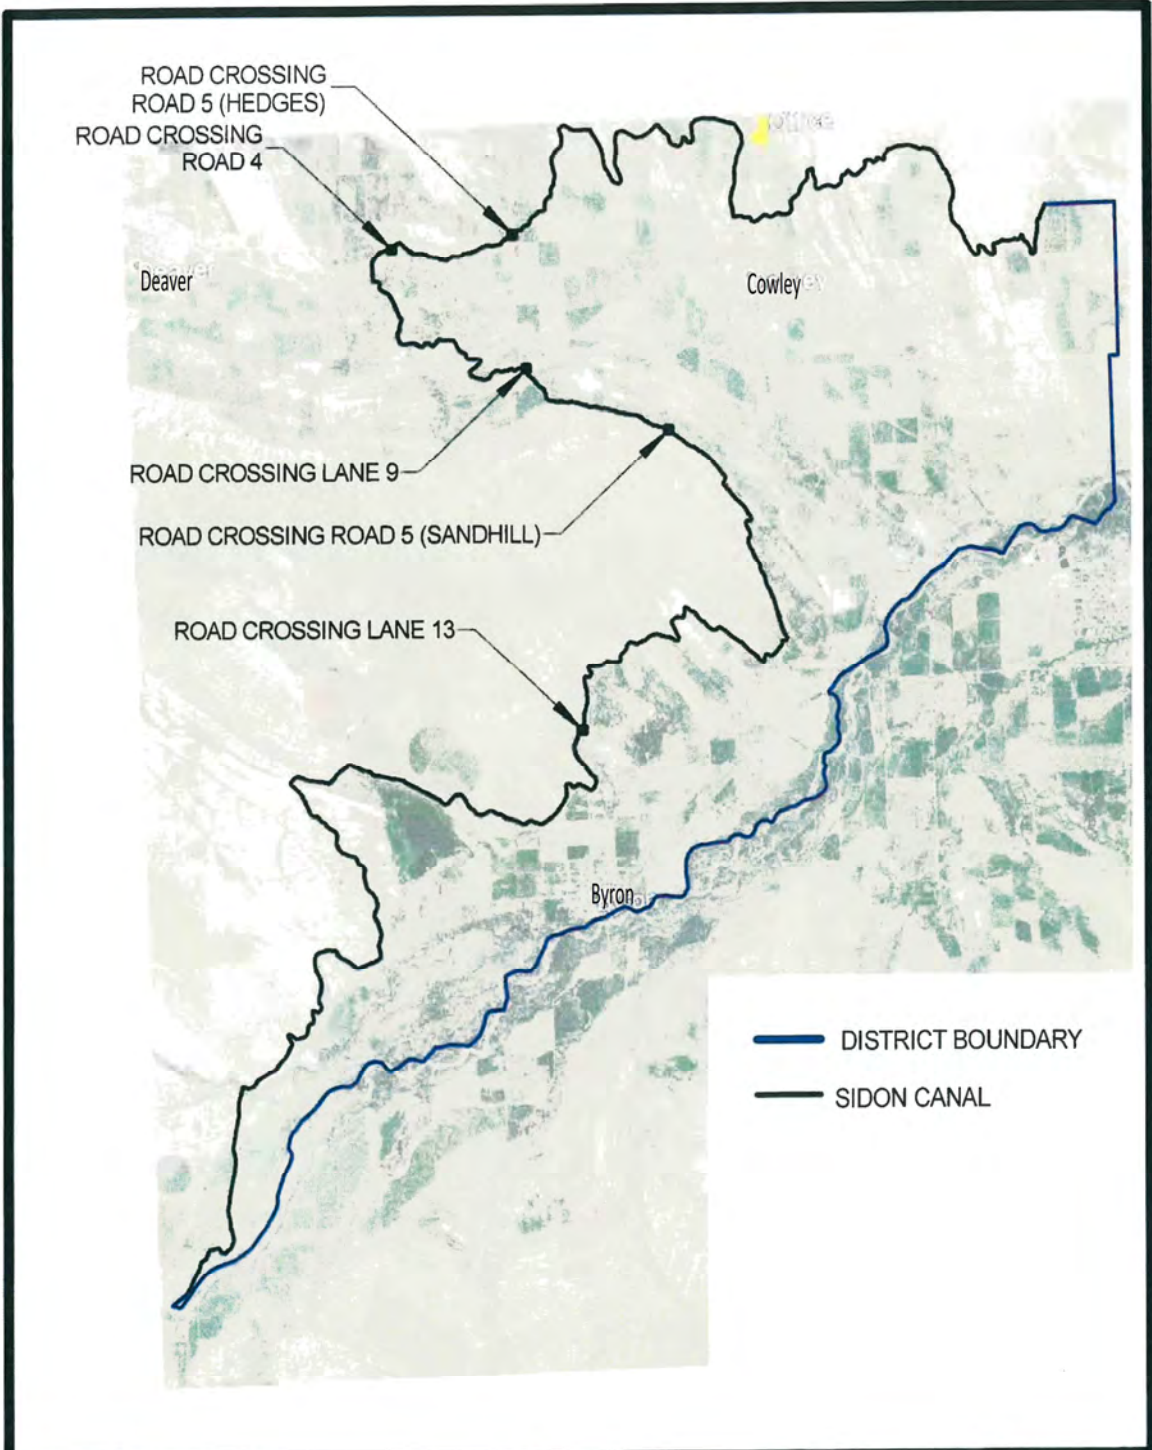 ROAD CROSSING
ROAD 5 (HEDGES)
ROAD CROSSING
ROAD 4
Deaver
Cowley
ROAD CROSSING LANE 9
ROAD CROSSING ROAD 5 (SANDHILL)
ROAD CROSSING LANE 13
Byron
DISTRICT BOUNDARY
SIDON CANAL